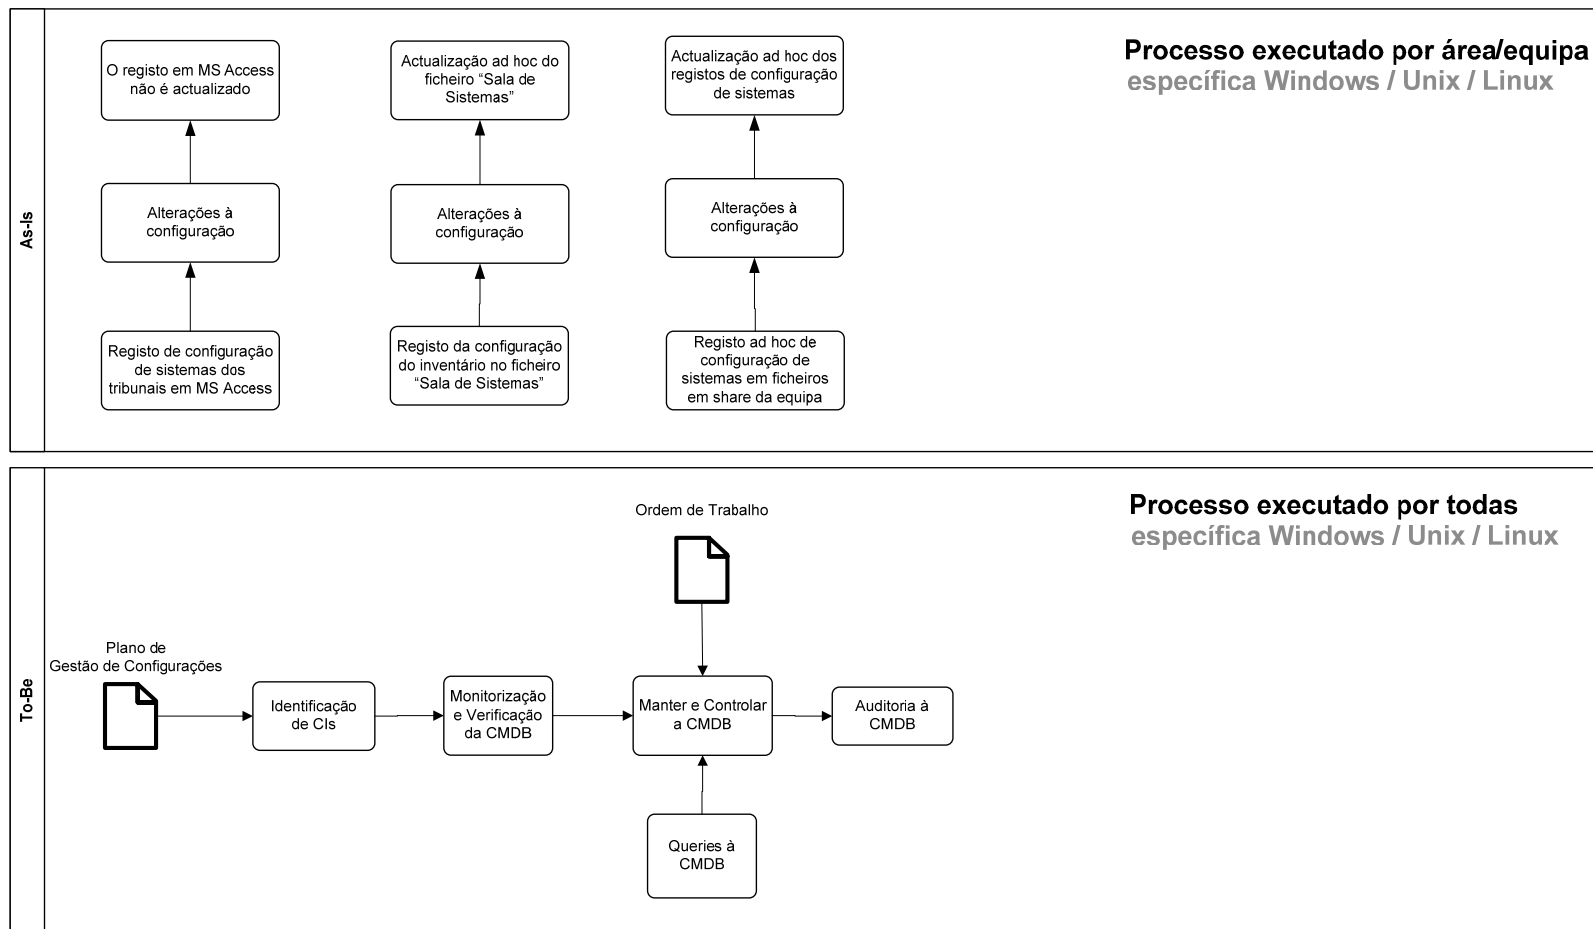 As-Is
Processo executado por área/equipa
específica Windows / Unix / Linux
O registo em MS Access
não é actualizado
Actualização ad hoc do
ficheiro “Sala de
Sistemas”
Actualização ad hoc dos
registos de configuração
de sistemas
Alterações à
configuração
Alterações à
configuração
Alterações à
configuração
Registo de configuração
de sistemas dos
tribunais em MS Access
Registo da configuração
do inventário no ficheiro
“Sala de Sistemas”
Registo ad hoc de
configuração de
sistemas em ficheiros
em share da equipa
To-Be
Processo executado por todas
específica Windows / Unix / Linux
Ordem de Trabalho
Plano de
Gestão de Configurações
Identificação
de CIs
Monitorização
e Verificação
da CMDB
Manter e Controlar
a CMDB
Auditoria à
CMDB
Queries à
CMDB